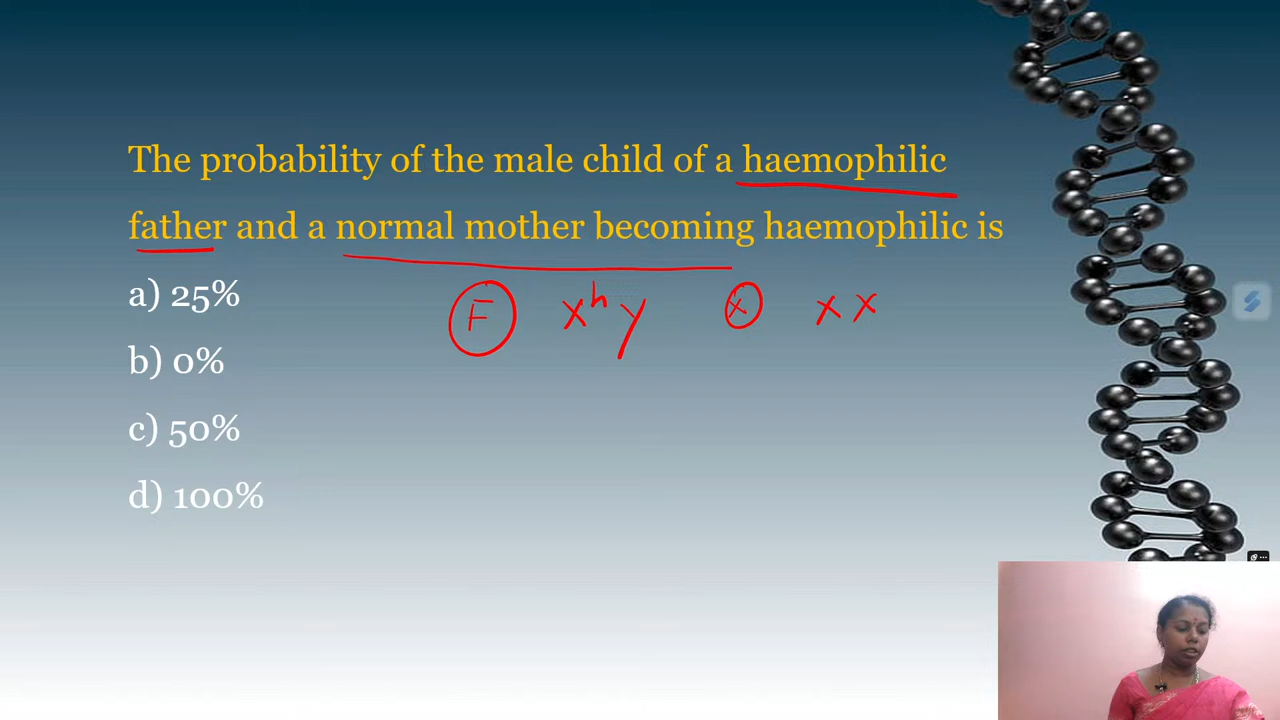 The probability of the male child of a haemophilic
father and a normal mother becoming haemophilic is
a) 25%
F xʰy x x x
b) 0%
c) 50%
d) 100%